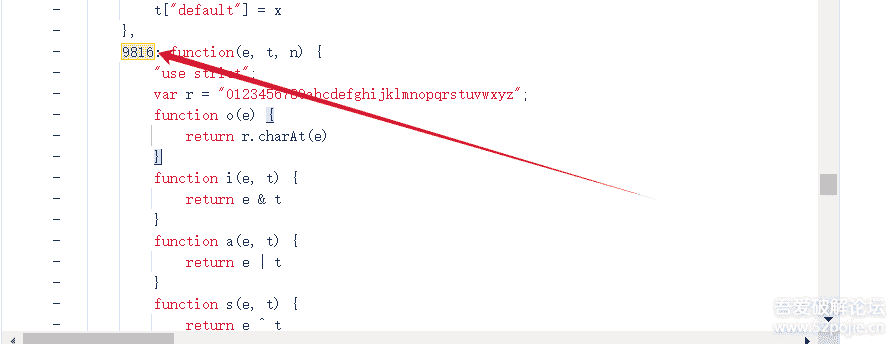 t["default"] = x
},
9816: function(e, t, n) {
"use strict";
var r = "0123456789abcdefghijklmnopqrstuvwxyz";
function o(e) {
return r.charAt(e)
}
function i(e, t) {
return e & t
}
function a(e, t) {
return e | t
}
function s(e, t) {
return e ^ t
吾爱破解论坛
www.52pojie.cn